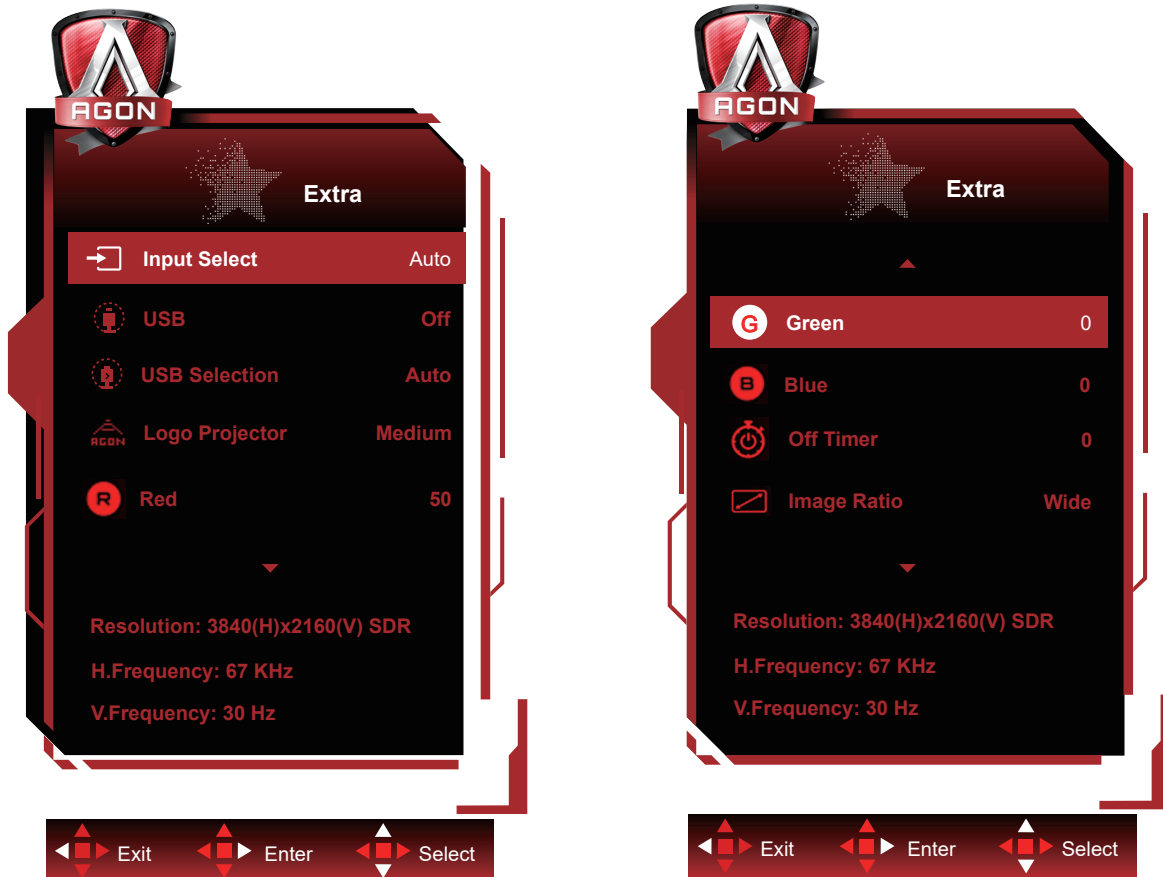 AGON
Extra
Input Select Auto
USB Off
USB Selection Auto
AGON Logo Projector Medium
R Red 50
Resolution: 3840(H)x2160(V) SDR
H.Frequency: 67 KHz
V.Frequency: 30 Hz
Exit Enter Select
AGON
Extra
G Green 0
B Blue 0
Off Timer 0
Image Ratio Wide
Resolution: 3840(H)x2160(V) SDR
H.Frequency: 67 KHz
V.Frequency: 30 Hz
Exit Enter Select